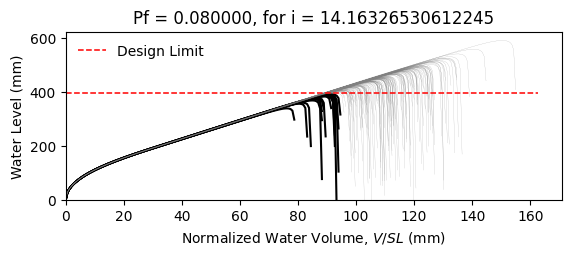 Pf = 0.080000, for i = 14.16326530612245
Water Level (mm)
600
400
200
0
Design Limit
0 20 40 60 80 100 120 140 160
Normalized Water Volume, V/SL (mm)